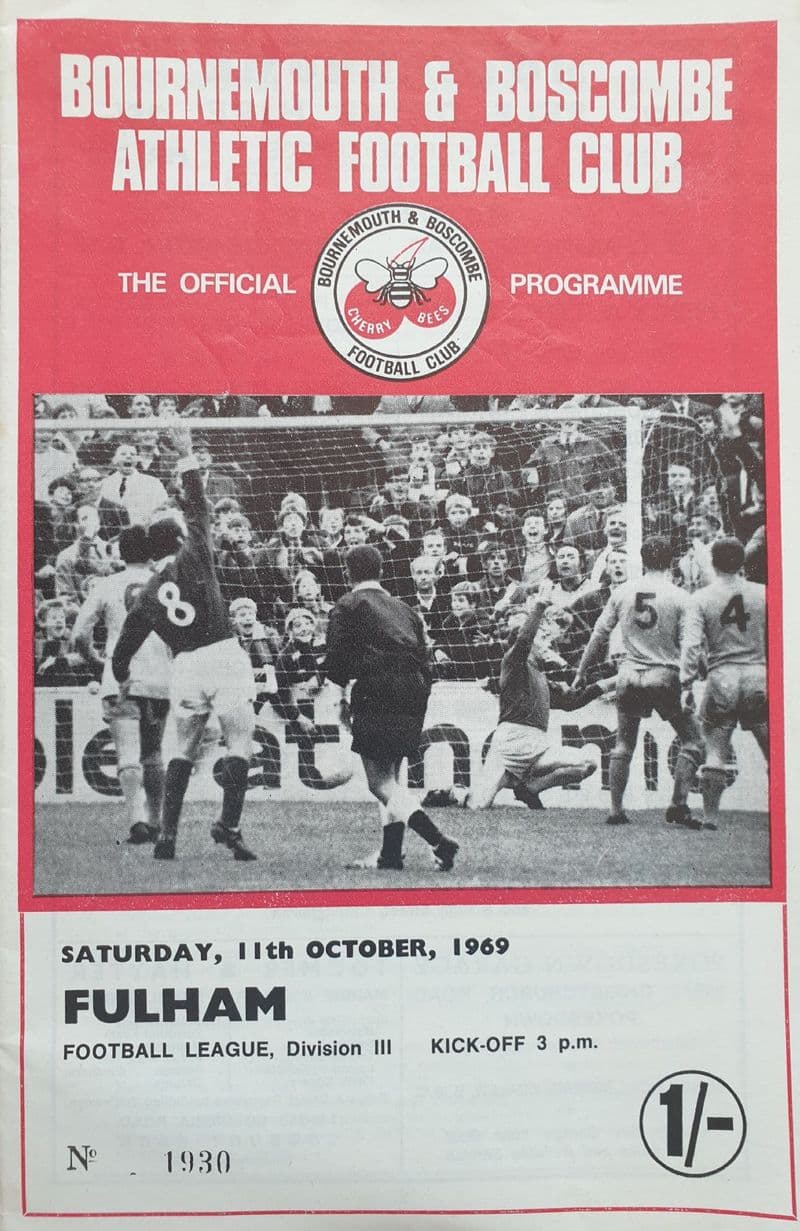 BOURNEMOUTH & BOSCOMBE
ATHLETIC FOOTBALL CLUB
THE OFFICIAL
BOURNEMOUTH & BOSCOMBE
CHERRY BEES
FOOTBALL CLUB
PROGRAMME
8
5
4
SATURDAY, 11th OCTOBER, 1969
FULHAM
FOOTBALL LEAGUE, Division III KICK-OFF 3 p.m.
1/-
Nº 1930